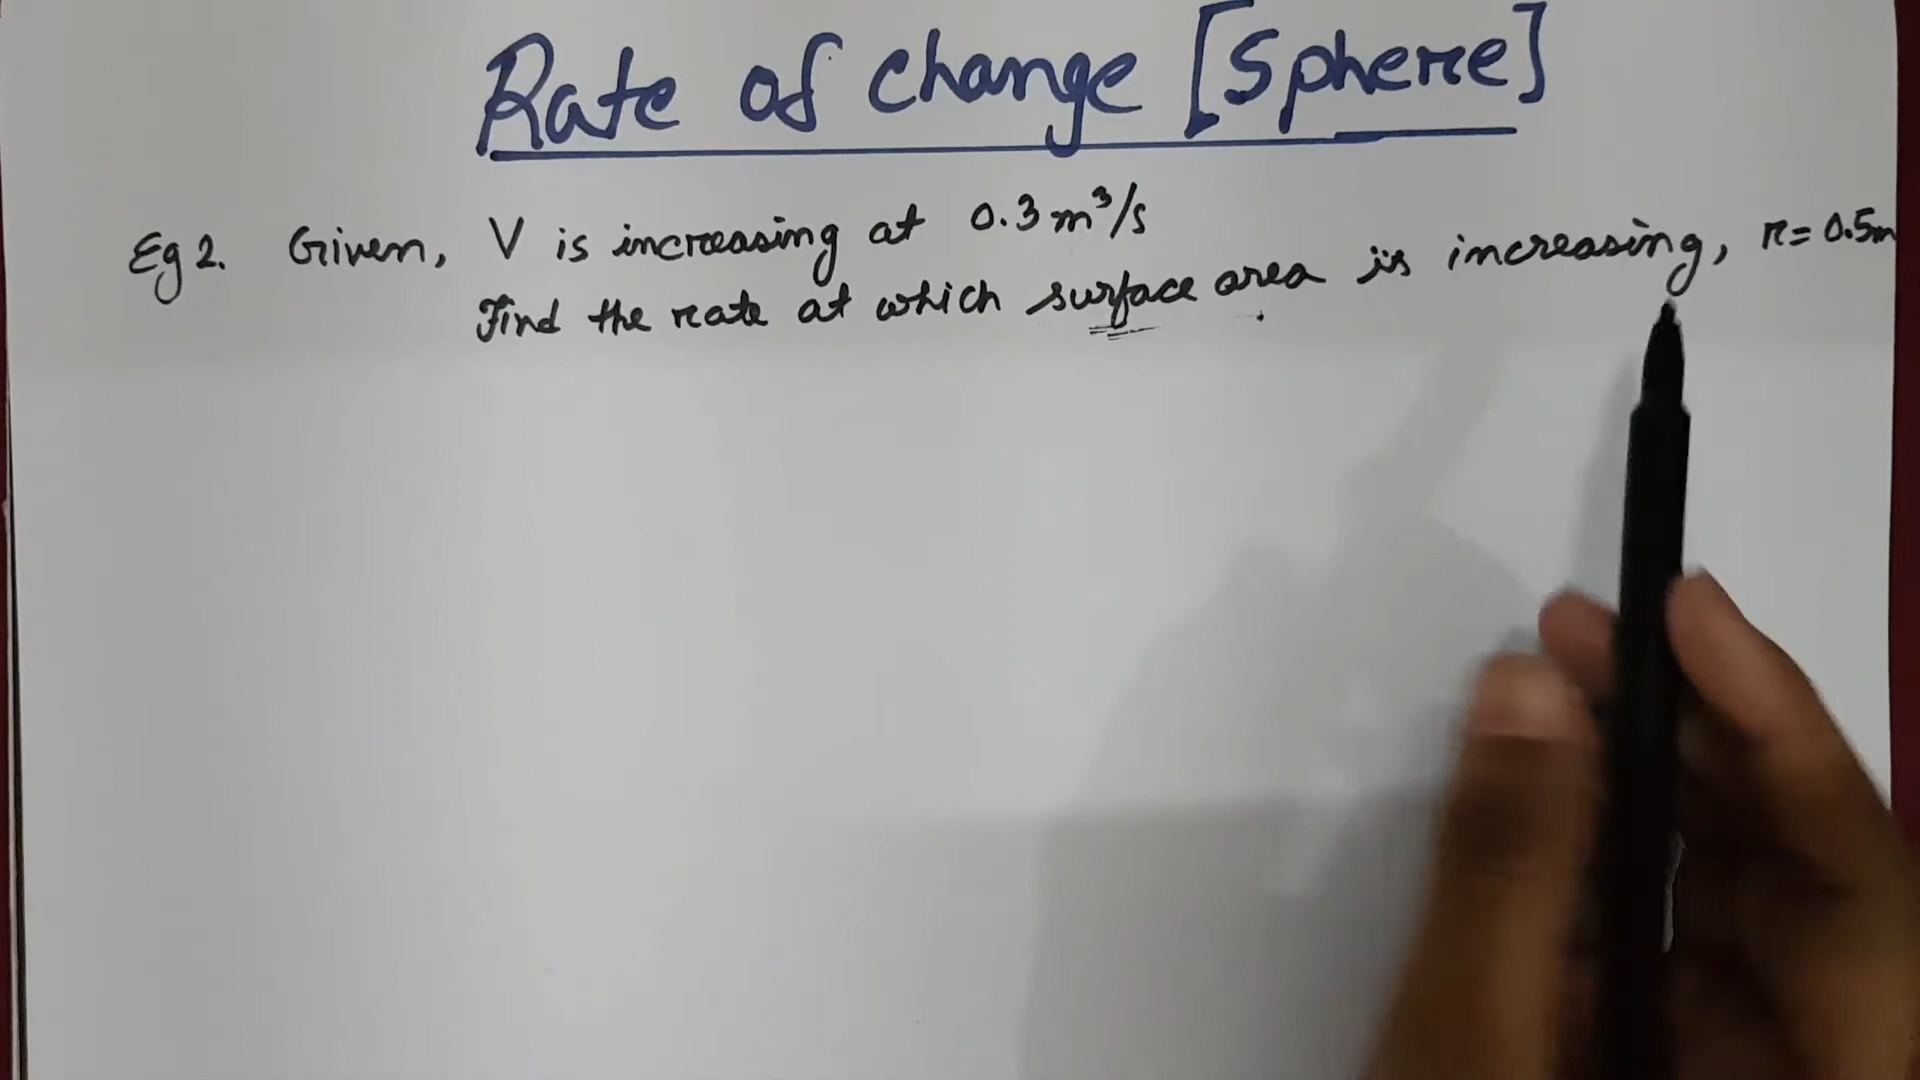 Rate of change [Sphere]
Eg 2. Given, V is increasing at 0.3 m³/s
Find the rate at which surface area is increasing, r = 0.5m